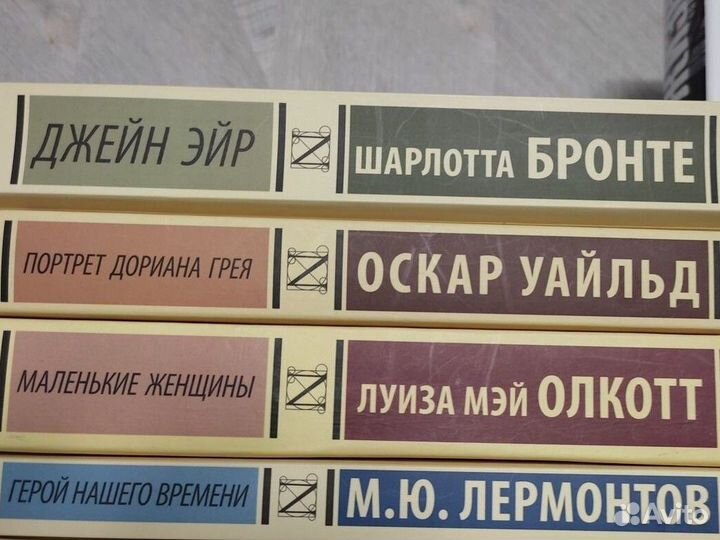 ДЖЕЙН ЭЙР
ШАРЛОТТА БРОНТЕ
ПОРТРЕТ ДОРИАНА ГРЕЯ
ОСКАР УАЙЛЬД
МАЛЕНЬКИЕ ЖЕНЩИНЫ
ЛУИЗА МЭЙ ОЛКОТТ
ГЕРОЙ НАШЕГО ВРЕМЕНИ
М.Ю. ЛЕРМОНТОВ
Avito